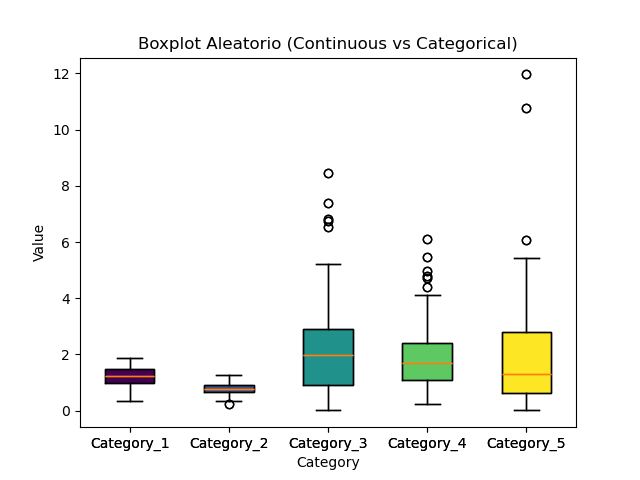 Boxplot Aleatorio (Continuous vs Categorical)
12
10
8
6
4
2
0
Value
Category_1 Category_2 Category_3 Category_4 Category_5
Category